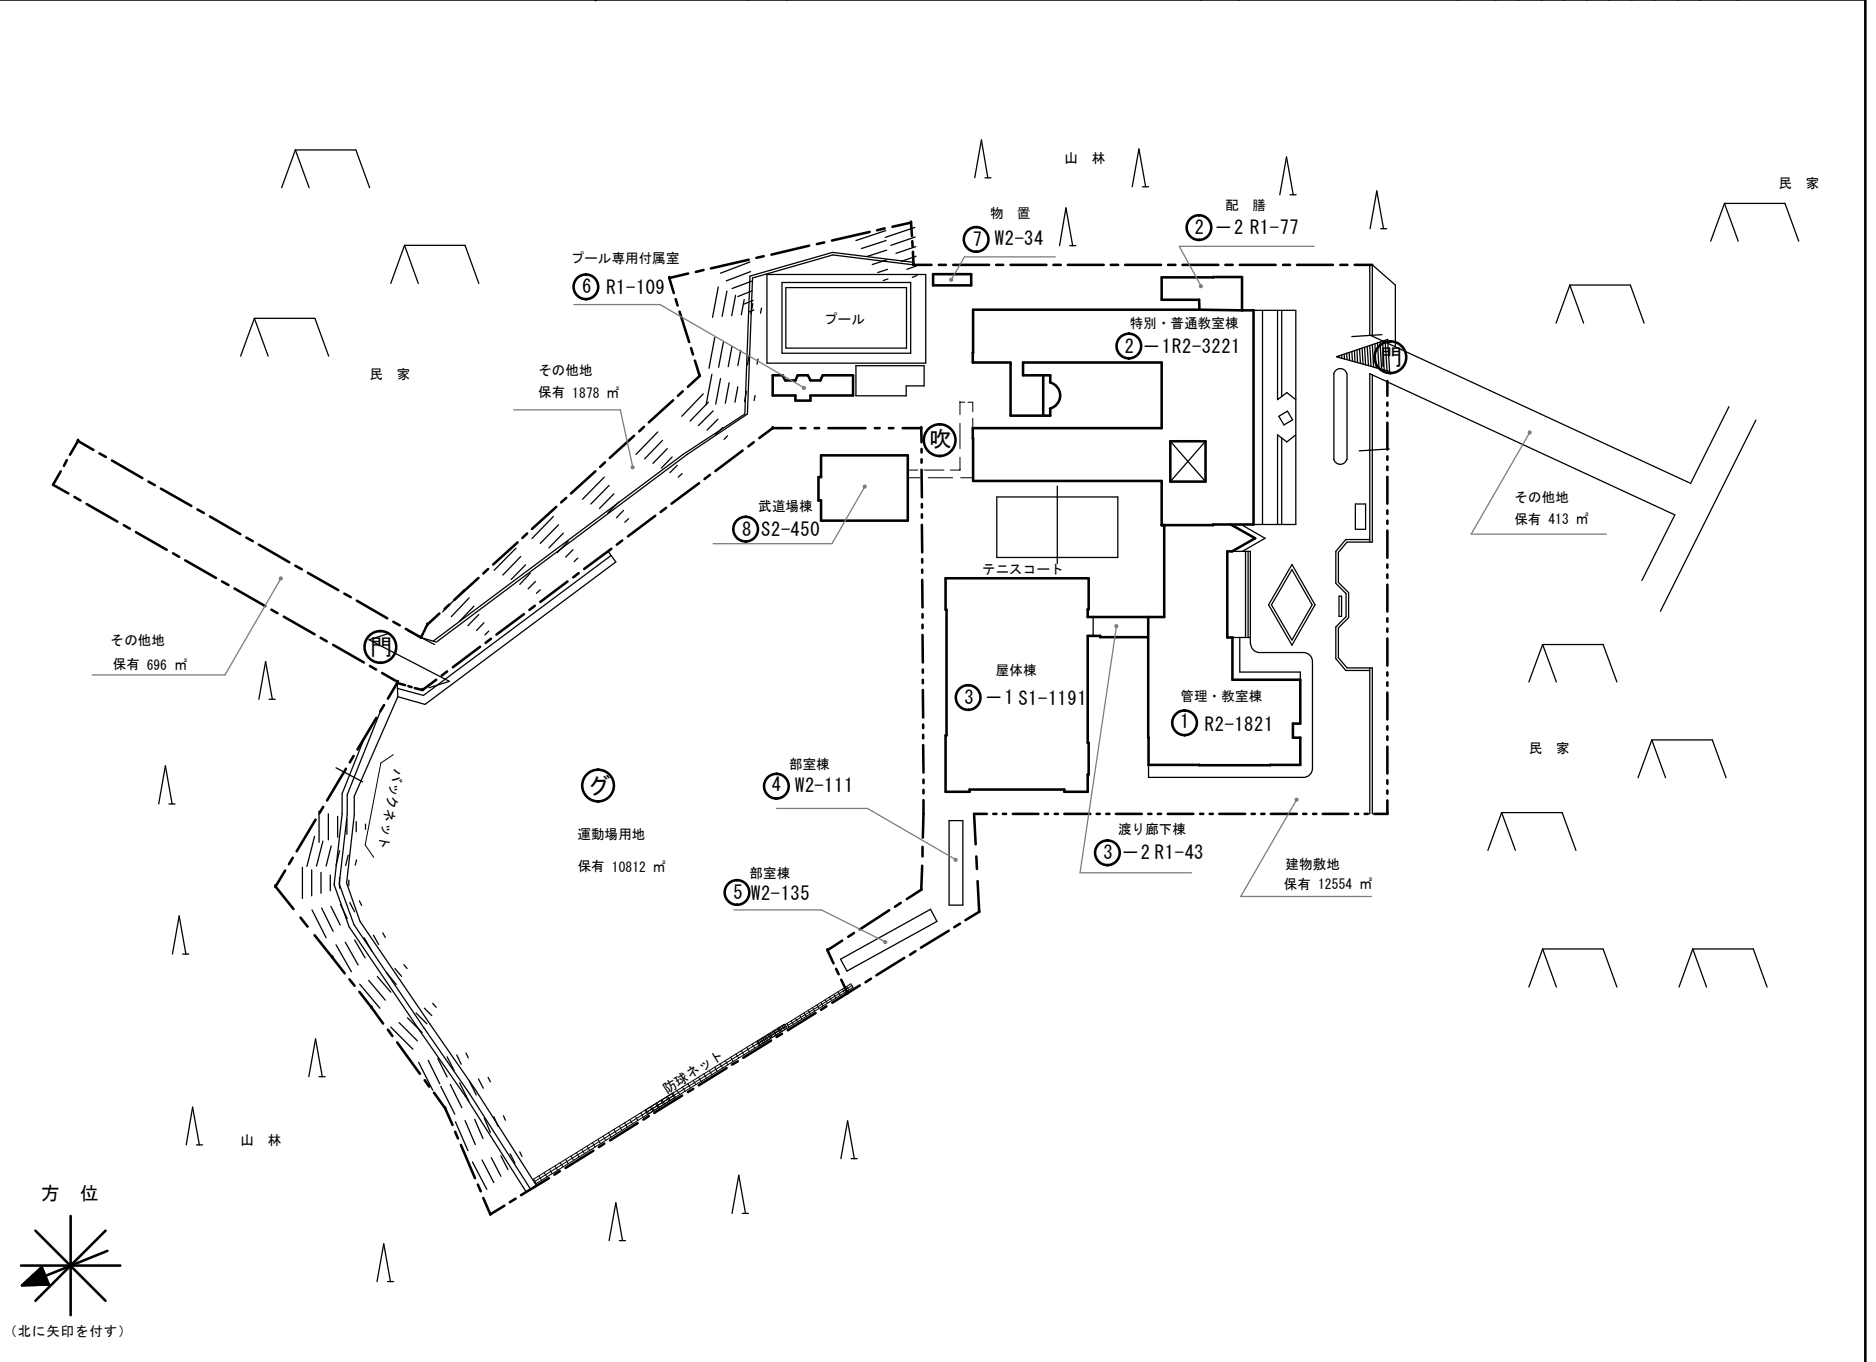 山 林
民 家
物 置
⑦ W2-34
配 膳
②－2 R1-77
プール専用付属室
⑥ R1-109
プール
特別・普通教室棟
②－1R2-3221
門
民 家
その他地
保有 1878 ㎡
吹
武道場棟
⑧ S2-450
その他地
保有 413 ㎡
テニスコート
門
その他地
保有 696 ㎡
屋体棟
③－1 S1-1191
管理・教室棟
① R2-1821
民 家
バックネット
グ
運動場用地
保有 10812 ㎡
部室棟
④ W2-111
部室棟
⑤ W2-135
渡り廊下棟
③－2 R1-43
建物敷地
保有 12554 ㎡
防球ネット
山 林
方 位
(北に矢印を付す)